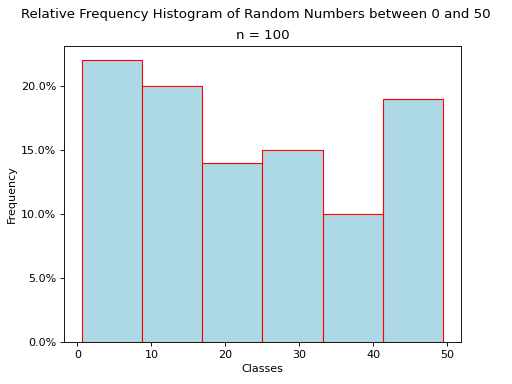 Relative Frequency Histogram of Random Numbers between 0 and 50
n = 100
20.0%
15.0%
10.0%
5.0%
0.0%
Frequency
0 10 20 30 40 50
Classes